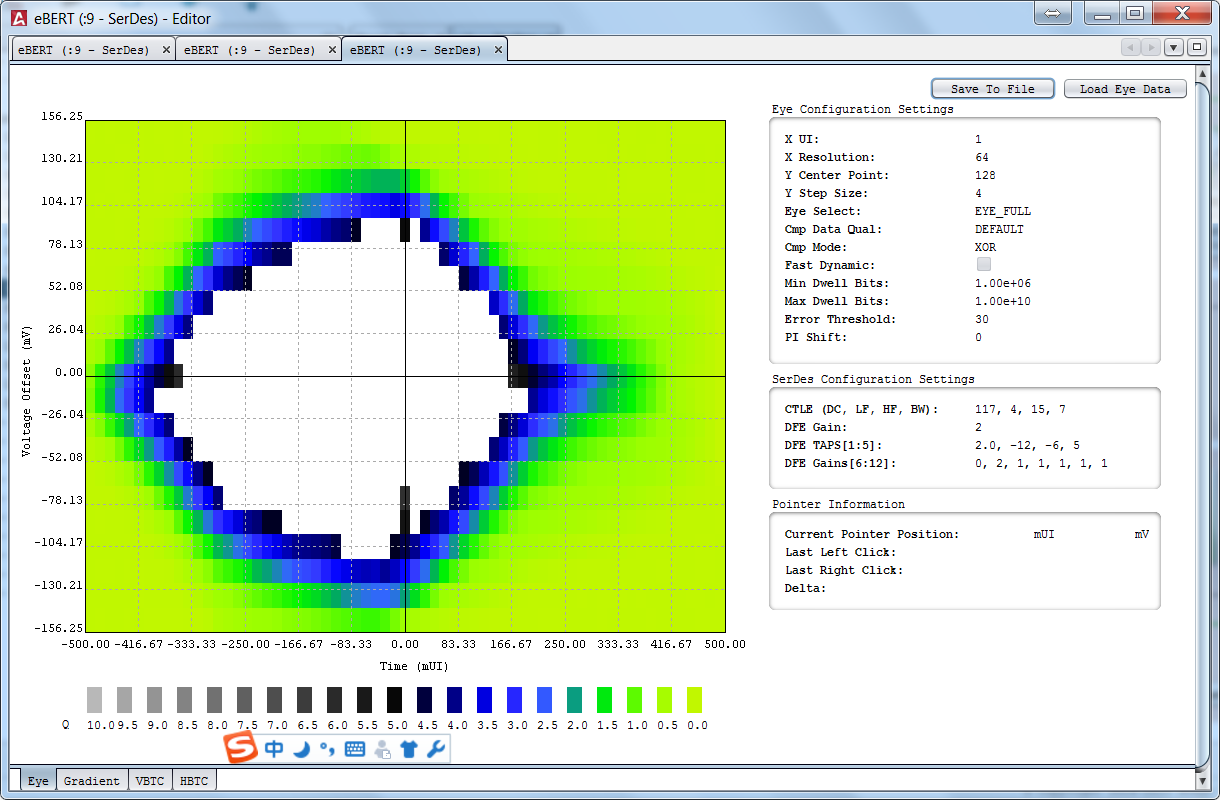 eBERT (:9 - SerDes) - Editor
eBERT (:9 - SerDes) × eBERT (:9 - SerDes) × eBERT (:9 - SerDes) ×
Save To File Load Eye Data
Eye Configuration Settings
X UI: 1
X Resolution: 64
Y Center Point: 128
Y Step Size: 4
Eye Select: EYE_FULL
Cmp Data Qual: DEFAULT
Cmp Mode: XOR
Fast Dynamic:
Min Dwell Bits: 1.00e+06
Max Dwell Bits: 1.00e+10
Error Threshold: 30
PI Shift: 0
SerDes Configuration Settings
CTLE (DC, LF, HF, BW): 117, 4, 15, 7
DFE Gain: 2
DFE TAPS[1:5]: 2.0, -12, -6, 5
DFE Gains[6:12]: 0, 2, 1, 1, 1, 1, 1
Pointer Information
Current Pointer Position: mUI mV
Last Left Click:
Last Right Click:
Delta:
156.25
130.21
104.17
78.13
52.08
26.04
0.00
-26.04
-52.08
-78.13
-104.17
-130.21
-156.25
Voltage Offset (mV)
-500.00 -416.67 -333.33 -250.00 -166.67 -83.33 0.00 83.33 166.67 250.00 333.33 416.67 500.00
Time (mUI)
Q 10.0 9.5 9.0 8.5 8.0 7.5 7.0 6.5 6.0 5.5 5.0 4.5 4.0 3.5 3.0 2.5 2.0 1.5 1.0 0.5 0.0
S 中
Eye Gradient VBTC HBTC